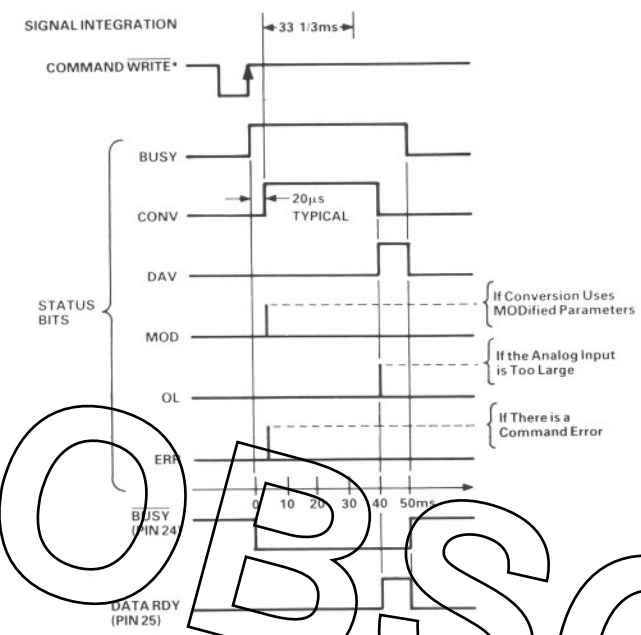 SIGNAL INTEGRATION
33 1/3ms
COMMAND WRITE*
BUSY
20μs
TYPICAL
CONV
DAV
STATUS
BITS
If Conversion Uses
MODified Parameters
MOD
If the Analog Input
is Too Large
OL
If There is a
Command Error
ERR
0 10 20 30 40 50ms
BUSY
(PIN 24)
DATA RDY
(PIN 25)
OBSO